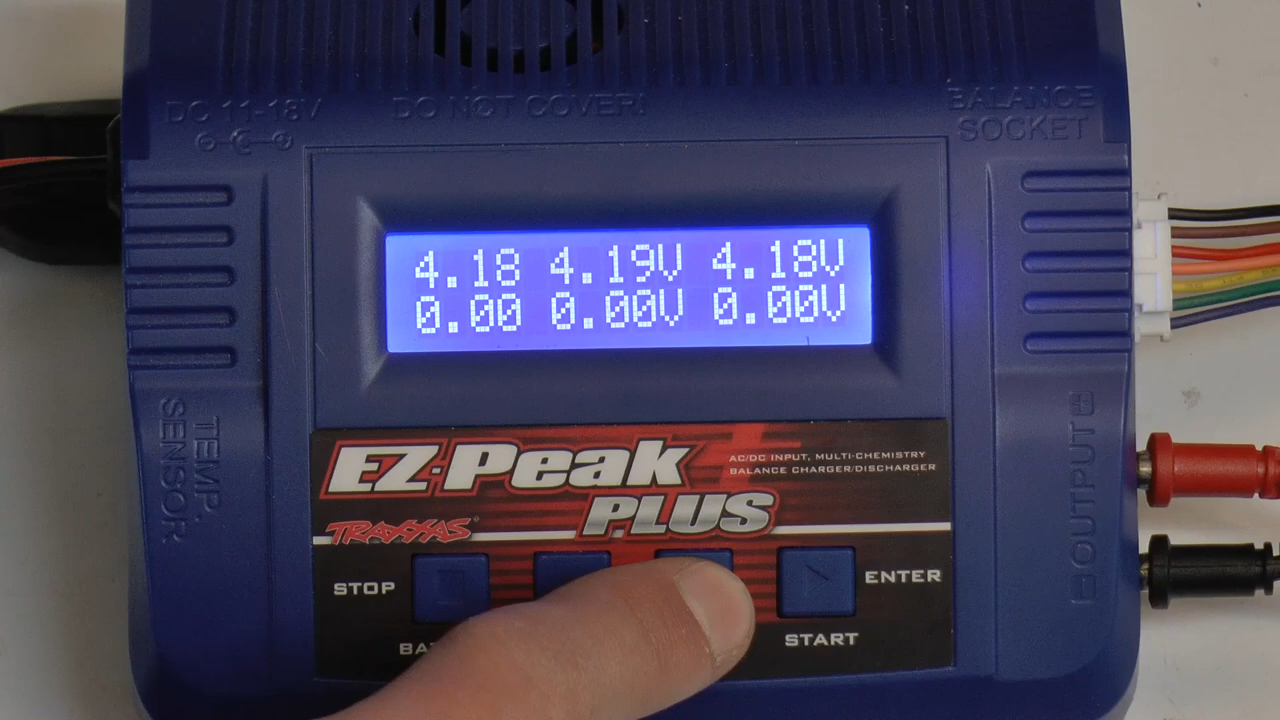 DC 11-18V
DO NOT COVER!
BALANCE
SOCKET
4.18 4.19V 4.18V
0.00 0.00V 0.00V
TEMP.
SENSOR
OUTPUT
EZ-Peak
PLUS
AC/DC INPUT, MULTI-CHEMISTRY
BALANCE CHARGER/DISCHARGER
TRAXXAS
STOP
ENTER
START